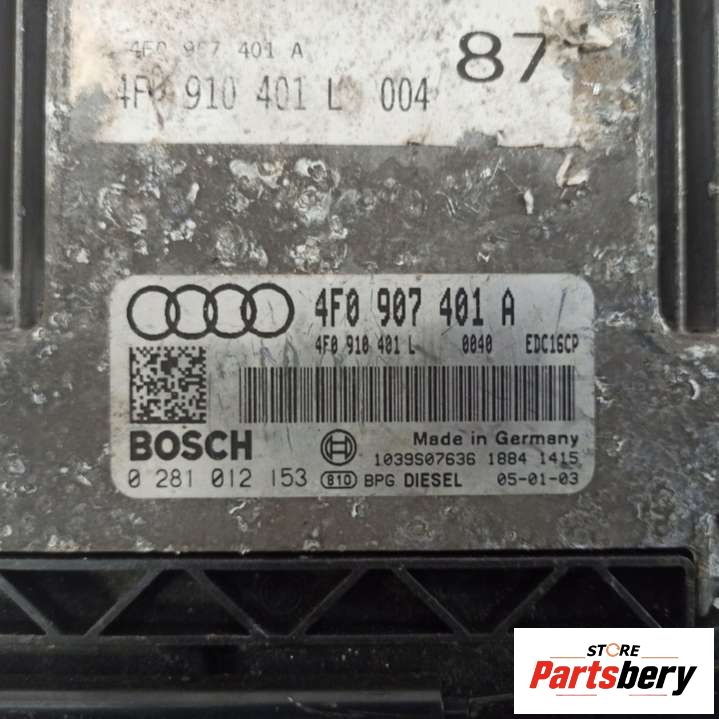 4F0 907 401 A
87
4F0 910 401 L 004
4F0 907 401 A
4F0 910 401 L 0040 EDC16CP
BOSCH
Made in Germany
1039S07636 1884 1415
0 281 012 153 810 BPG DIESEL 05-01-03
STORE
Partsbery